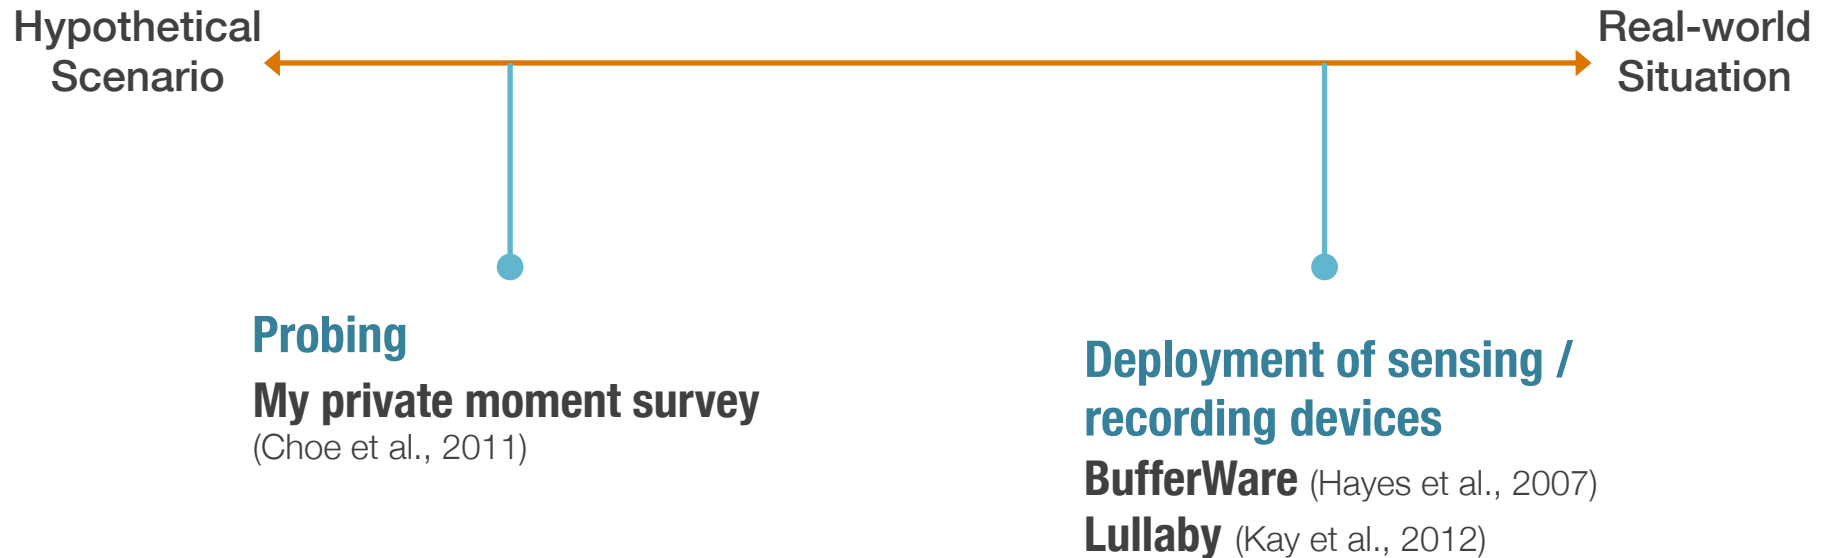 Hypothetical
Scenario
Real-world
Situation
Probing
My private moment survey
(Choe et al., 2011)
Deployment of sensing /
recording devices
BufferWare (Hayes et al., 2007)
Lullaby (Kay et al., 2012)